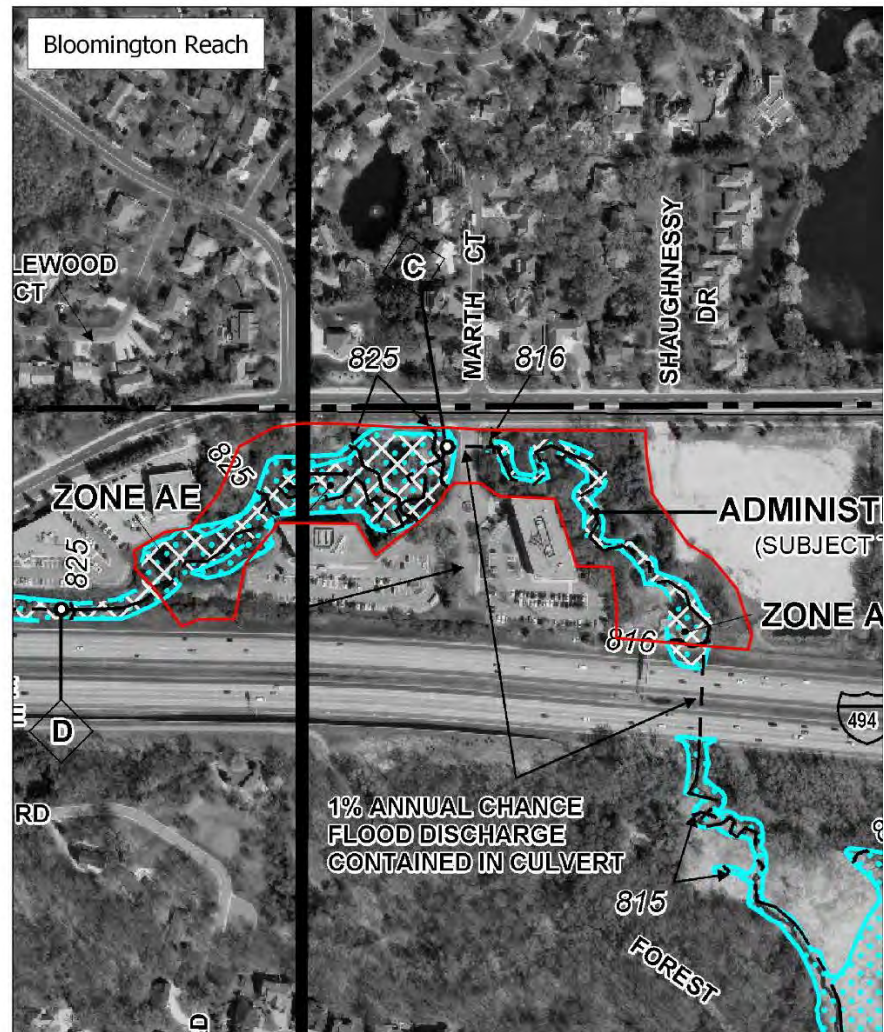 Bloomington Reach
LEWOOD
CT
C
MARTH CT
SHAUGHNESSY
DR
825
816
825
ZONE AE
825
ADMINIST
(SUBJECT T
ZONE A
816
D
494
RD
1% ANNUAL CHANCE
FLOOD DISCHARGE
CONTAINED IN CULVERT
815
FOREST
D
8